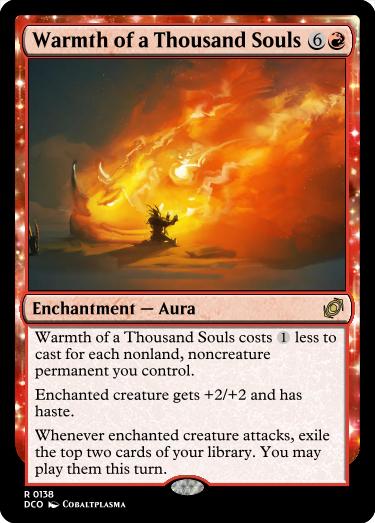 Warmth of a Thousand Souls 6
Enchantment — Aura
Warmth of a Thousand Souls costs 1 less to
cast for each nonland, noncreature
permanent you control.
Enchanted creature gets +2/+2 and has
haste.
Whenever enchanted creature attacks, exile
the top two cards of your library. You may
play them this turn.
R 0138
DCO Cobaltplasma